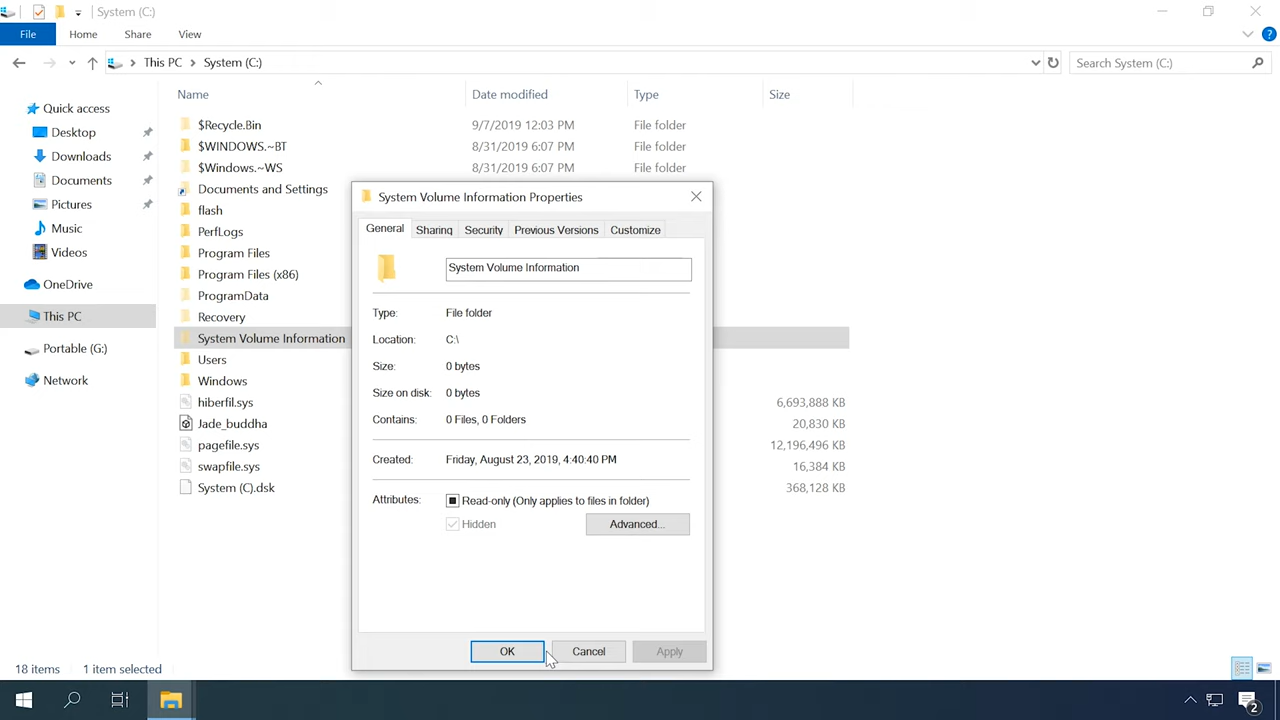 System (C:)
File Home Share View
This PC System (C:) Search System (C:)
Name Date modified Type Size
Quick access
Desktop
Downloads
Documents
Pictures
Music
Videos
OneDrive
This PC
Portable (G:)
Network
$Recycle.Bin 9/7/2019 12:03 PM File folder
$WINDOWS.~BT 8/31/2019 6:07 PM File folder
$Windows.~WS 8/31/2019 6:07 PM File folder
Documents and Settings
flash
PerfLogs
Program Files
Program Files (x86)
ProgramData
Recovery
System Volume Information
Users
Windows
hiberfil.sys 6,693,888 KB
Jade_buddha 20,830 KB
pagefile.sys 12,196,496 KB
swapfile.sys 16,384 KB
System (C).dsk 368,128 KB
System Volume Information Properties
General Sharing Security Previous Versions Customize
System Volume Information
Type: File folder
Location: C:\
Size: 0 bytes
Size on disk: 0 bytes
Contains: 0 Files, 0 Folders
Created: Friday, August 23, 2019, 4:40:40 PM
Attributes: Read-only (Only applies to files in folder)
Hidden Advanced...
OK Cancel Apply
18 items 1 item selected
2